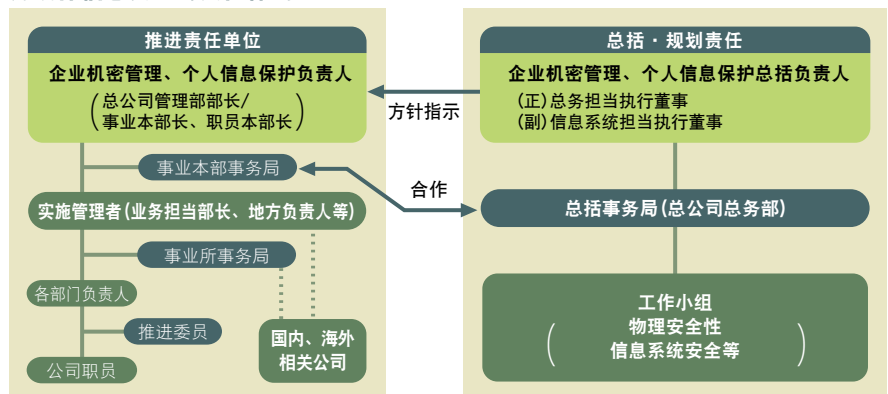 推进责任单位
企业机密管理、个人信息保护负责人
(总公司管理部部长/
事业本部长、职员本部长)
事业本部事务局
实施管理者(业务担当部长、地方负责人等)
事业所事务局
各部门负责人
推进委员
公司职员
国内、海外
相关公司
方针指示
合作
总括·规划责任
企业机密管理、个人信息保护总括负责人
(正)总务担当执行董事
(副)信息系统担当执行董事
总括事务局(总公司总务部)
工作小组
(物理安全性
信息系统安全等)